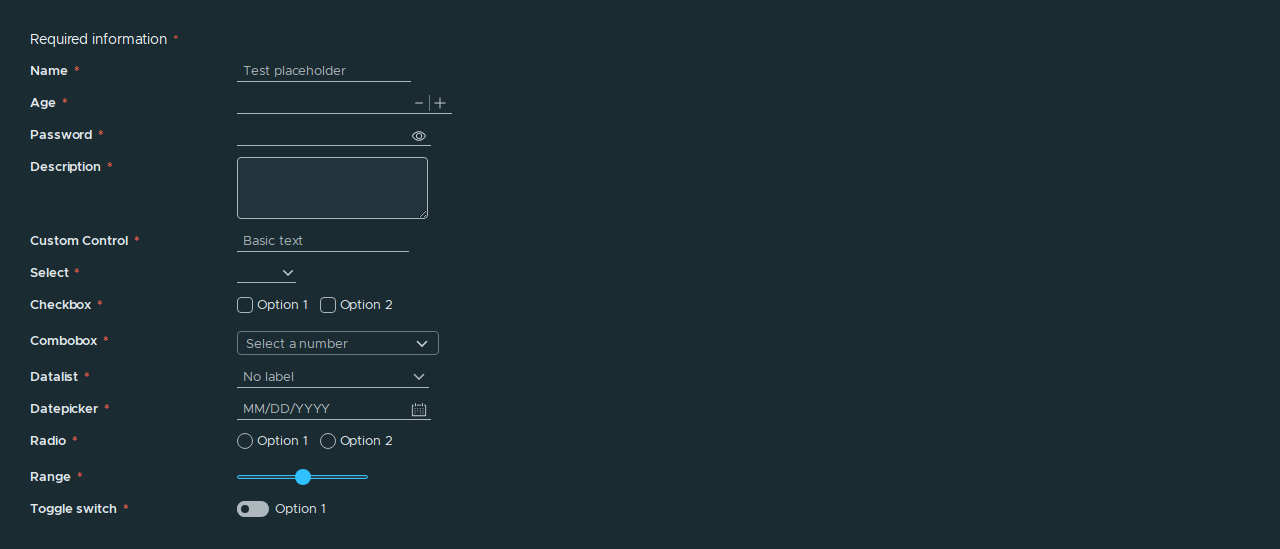 Required information *
Name * Test placeholder
Age *
Password *
Description *
Custom Control * Basic text
Select *
Checkbox * Option 1 Option 2
Combobox * Select a number
Datalist * No label
Datepicker * MM/DD/YYYY
Radio * Option 1 Option 2
Range *
Toggle switch * Option 1